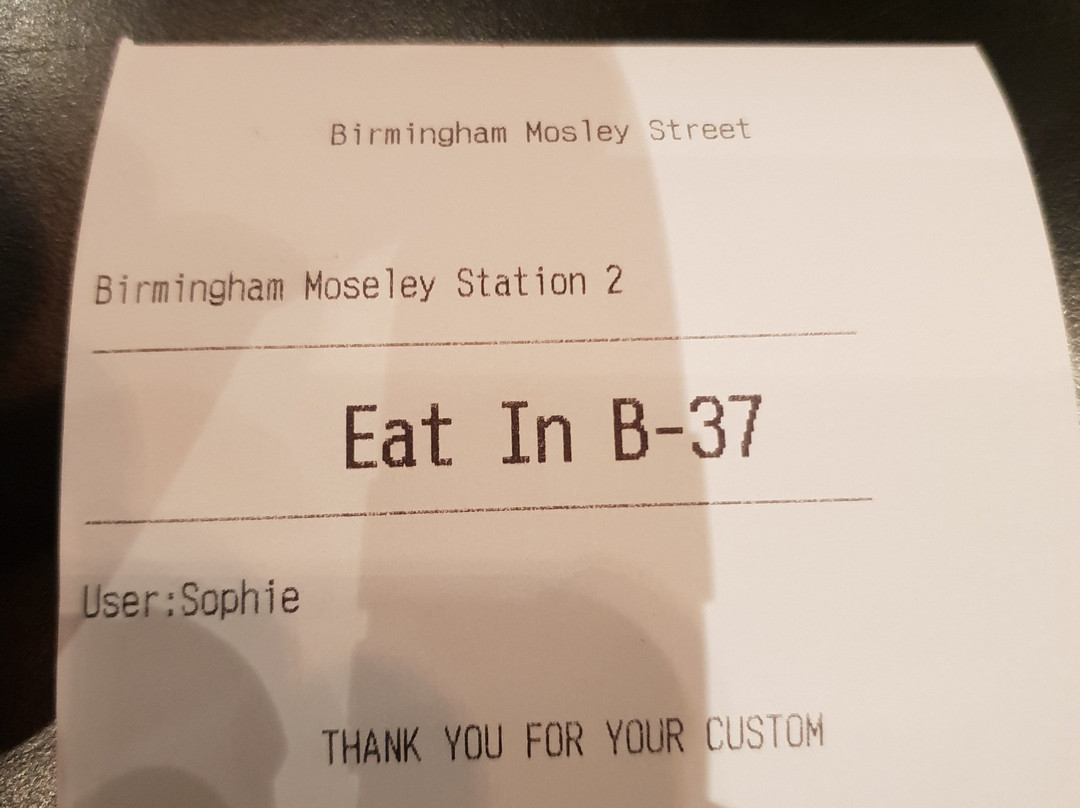 Birmingham Mosley Street
Birmingham Moseley Station 2
Eat In B-37
User:Sophie
THANK YOU FOR YOUR CUSTOM